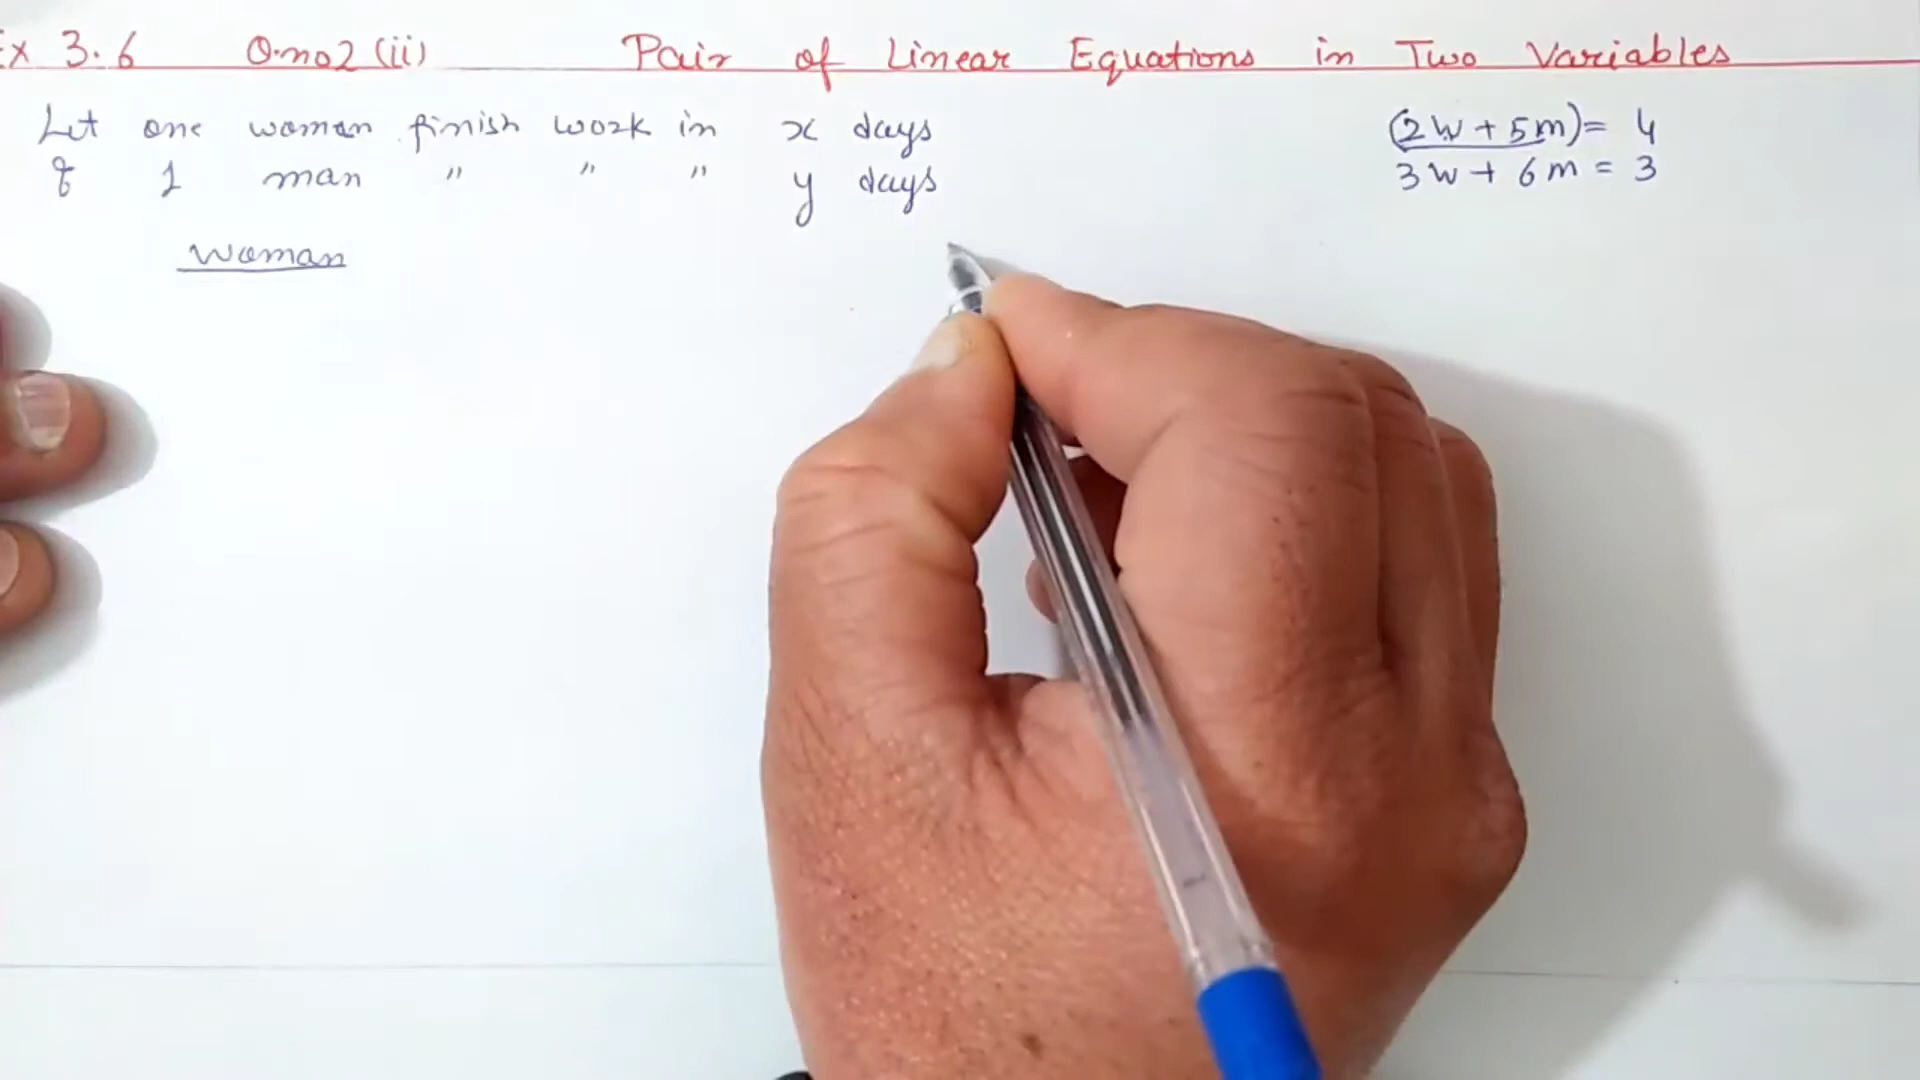 Ex 3.6 Q.no2 (ii) Pair of Linear Equations in Two Variables
Let one woman finish work in x days
& 1 man " " " y days
(2w + 5m) = 4
3w + 6m = 3
Woman